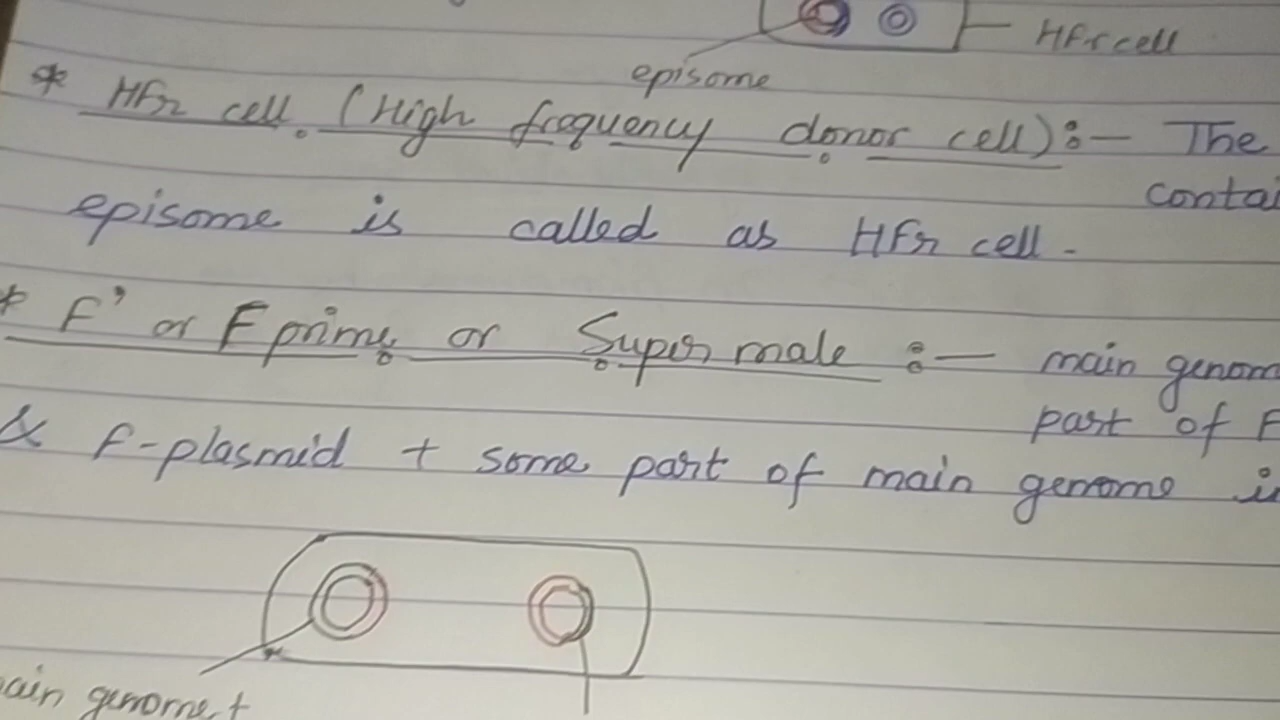 HFr cell
episome
* HFr cell. (High frequency donor cell):- The
contai
episome is called as HFr cell-
* F' or F prime or Super male :- main genom
part of F
& F-plasmid + some part of main genome i
ain genome +